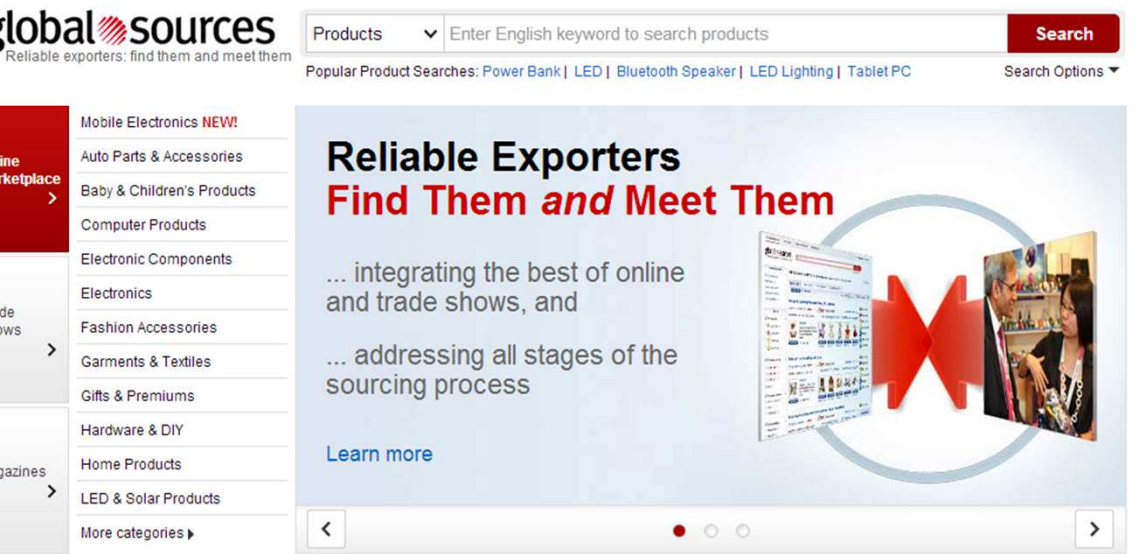 global sources
Reliable exporters: find them and meet them
Products Enter English keyword to search products Search
Popular Product Searches: Power Bank | LED | Bluetooth Speaker | LED Lighting | Tablet PC Search Options
Mobile Electronics NEW!
Auto Parts & Accessories
Baby & Children's Products
Computer Products
Electronic Components
Electronics
Fashion Accessories
Garments & Textiles
Gifts & Premiums
Hardware & DIY
Home Products
LED & Solar Products
More categories
Reliable Exporters
Find Them and Meet Them
... integrating the best of online
and trade shows, and
... addressing all stages of the
sourcing process
Learn more